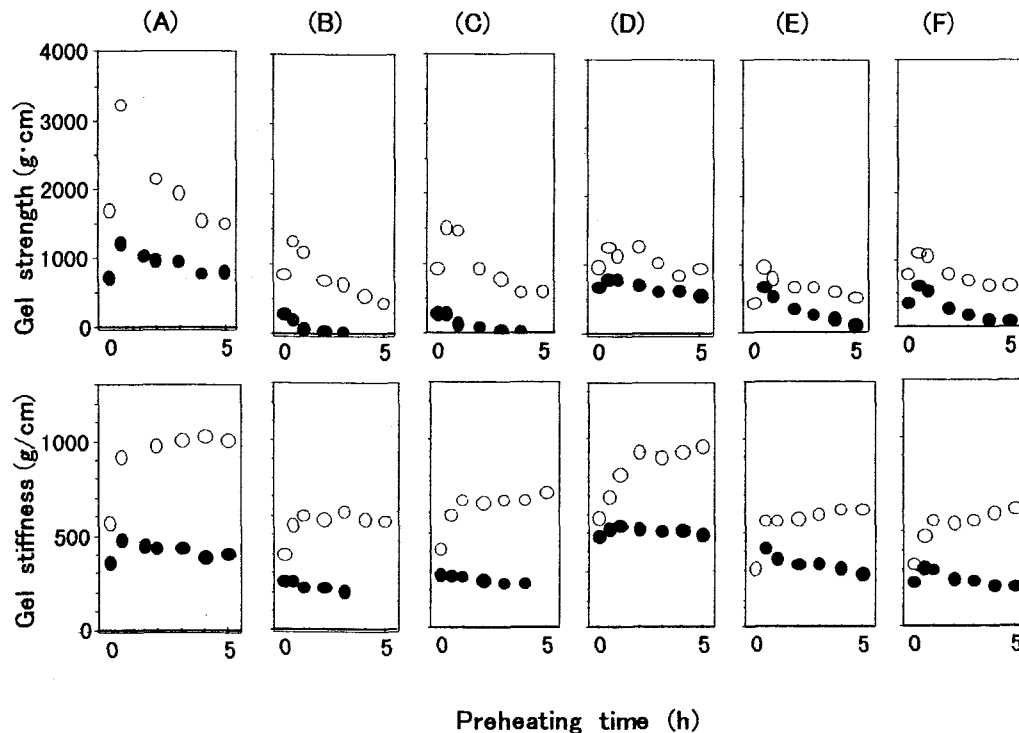 (A) (B) (C) (D) (E) (F)
Gel strength (g·cm)
4000
3000
2000
1000
0
0 5 0 5 0 5 0 5 0 5 0 5
Gel stiffness (g/cm)
1000
500
0
0 5 0 5 0 5 0 5 0 5 0 5
Preheating time (h)